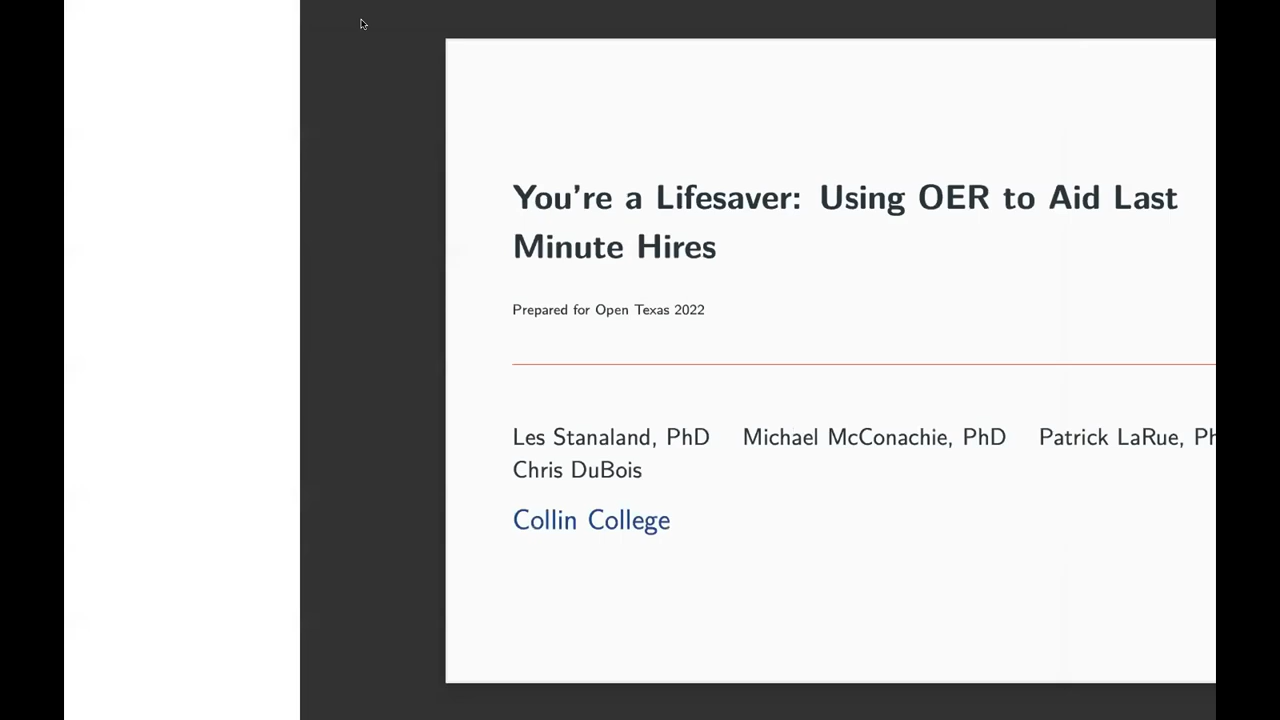 You're a Lifesaver: Using OER to Aid Last
Minute Hires
Prepared for Open Texas 2022
Les Stanaland, PhD Michael McConachie, PhD Patrick LaRue, Ph
Chris DuBois
Collin College